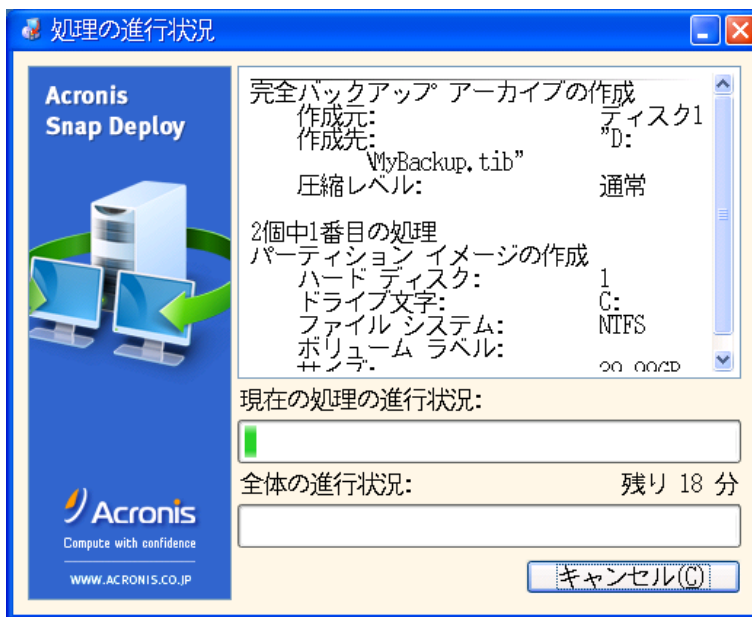 処理の進行状況
Acronis
Snap Deploy
Acronis
Compute with confidence
WWW.ACRONIS.CO.JP
完全バックアップ アーカイブの作成
作成元: ディスク1
作成先: "D:
\MyBackup.tib"
圧縮レベル: 通常
2個中1番目の処理
パーティション イメージの作成
ハード ディスク: 1
ドライブ文字: C:
ファイル システム: NTFS
ボリューム ラベル:
サイズ:
現在の処理の進行状況:
全体の進行状況: 残り 18 分
キャンセル(C)